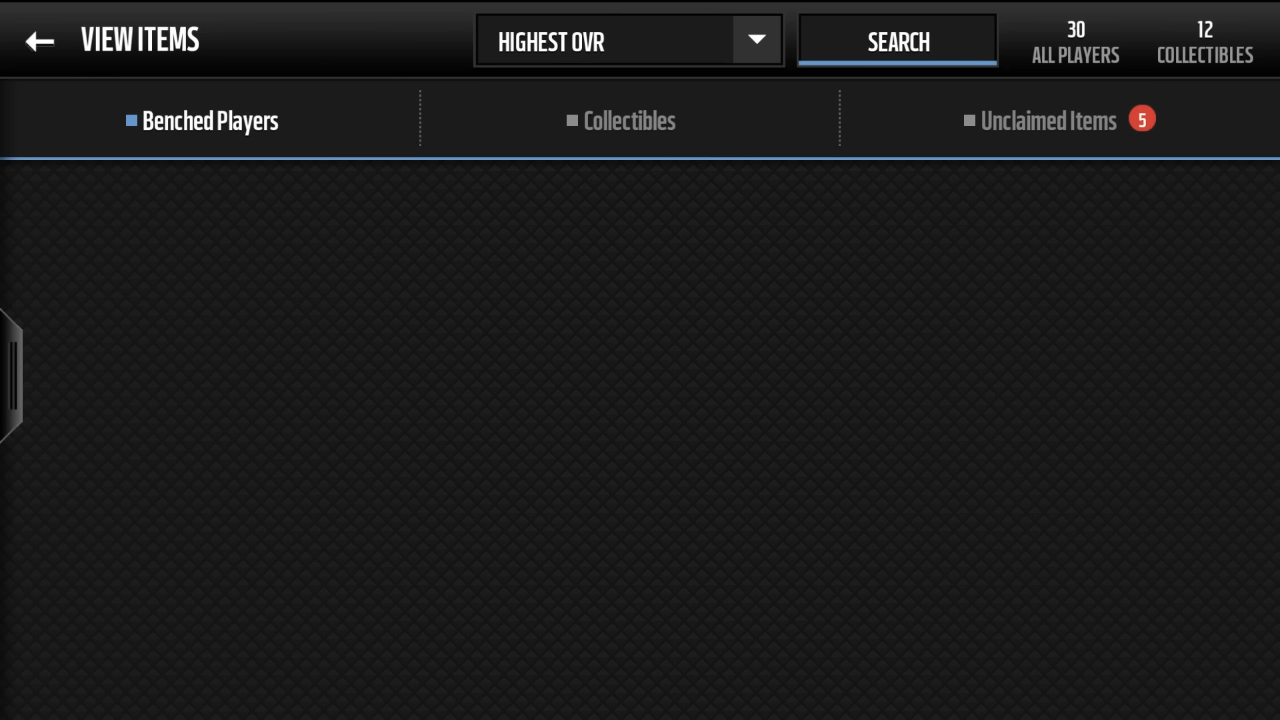 VIEW ITEMS
HIGHEST OVR
SEARCH
30
ALL PLAYERS
12
COLLECTIBLES
Benched Players
Collectibles
Unclaimed Items 5